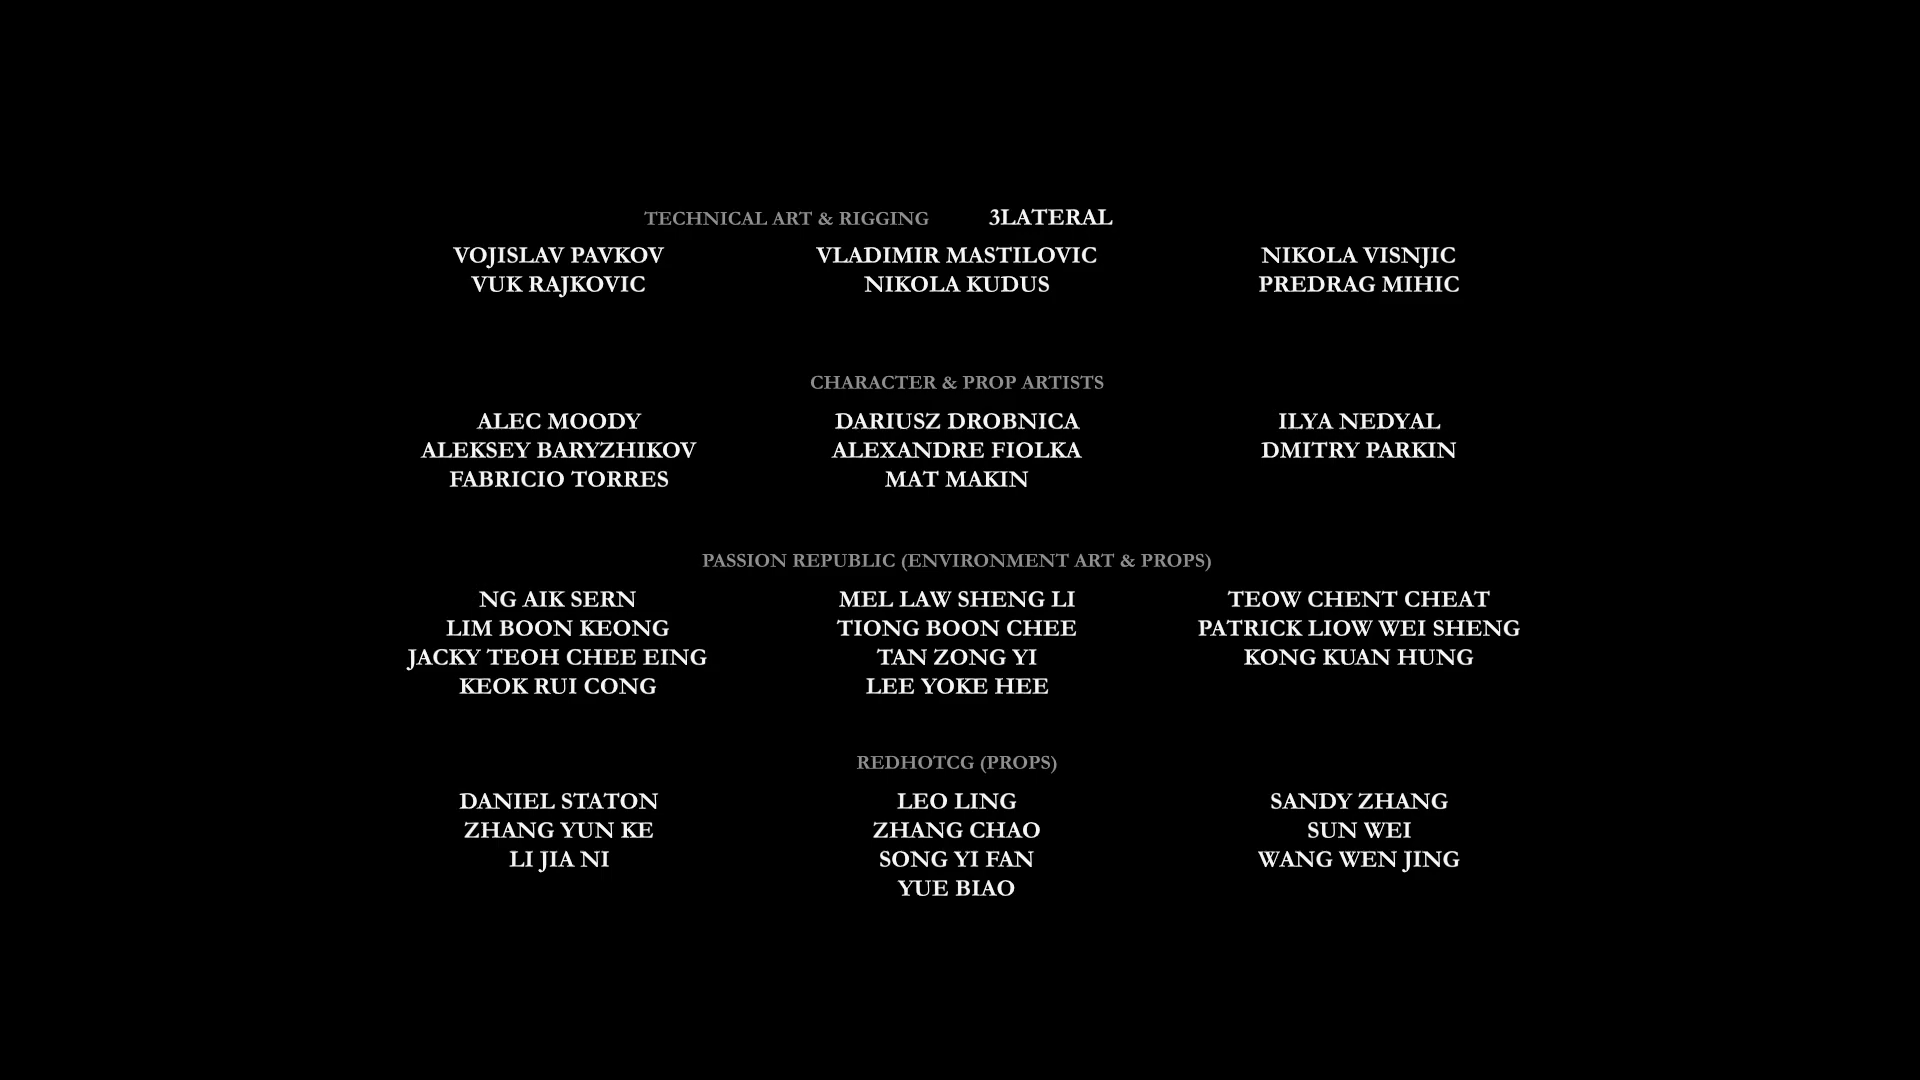 TECHNICAL ART & RIGGING 3LATERAL
VOJISLAV PAVKOV VLADIMIR MASTILOVIC NIKOLA VISNJIC
VUK RAJKOVIC NIKOLA KUDUS PREDRAG MIHIC
CHARACTER & PROP ARTISTS
ALEC MOODY DARIUSZ DROBNICA ILYA NEDYAL
ALEKSEY BARYZHIKOV ALEXANDRE FIOLKA DMITRY PARKIN
FABRICIO TORRES MAT MAKIN
PASSION REPUBLIC (ENVIRONMENT ART & PROPS)
NG AIK SERN MEL LAW SHENG LI TEOW CHENT CHEAT
LIM BOON KEONG TIONG BOON CHEE PATRICK LIOW WEI SHENG
JACKY TEOH CHEE EING TAN ZONG YI KONG KUAN HUNG
KEOK RUI CONG LEE YOKE HEE
REDHOTCG (PROPS)
DANIEL STATON LEO LING SANDY ZHANG
ZHANG YUN KE ZHANG CHAO SUN WEI
LI JIA NI SONG YI FAN WANG WEN JING
YUE BIAO